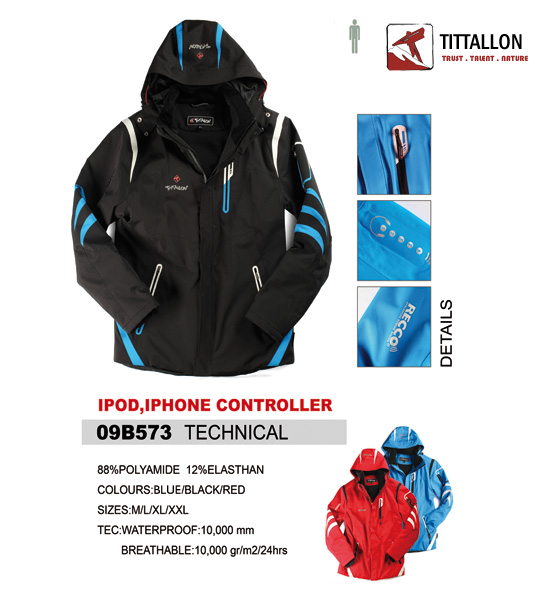 TITTALLON
TRUST . TALENT . NATURE
RECCO
DETAILS
IPOD,IPHONE CONTROLLER
09B573 TECHNICAL
88%POLYAMIDE 12%ELASTHAN
COLOURS:BLUE/BLACK/RED
SIZES:M/L/XL/XXL
TEC:WATERPROOF:10,000 mm
BREATHABLE:10,000 gr/m2/24hrs